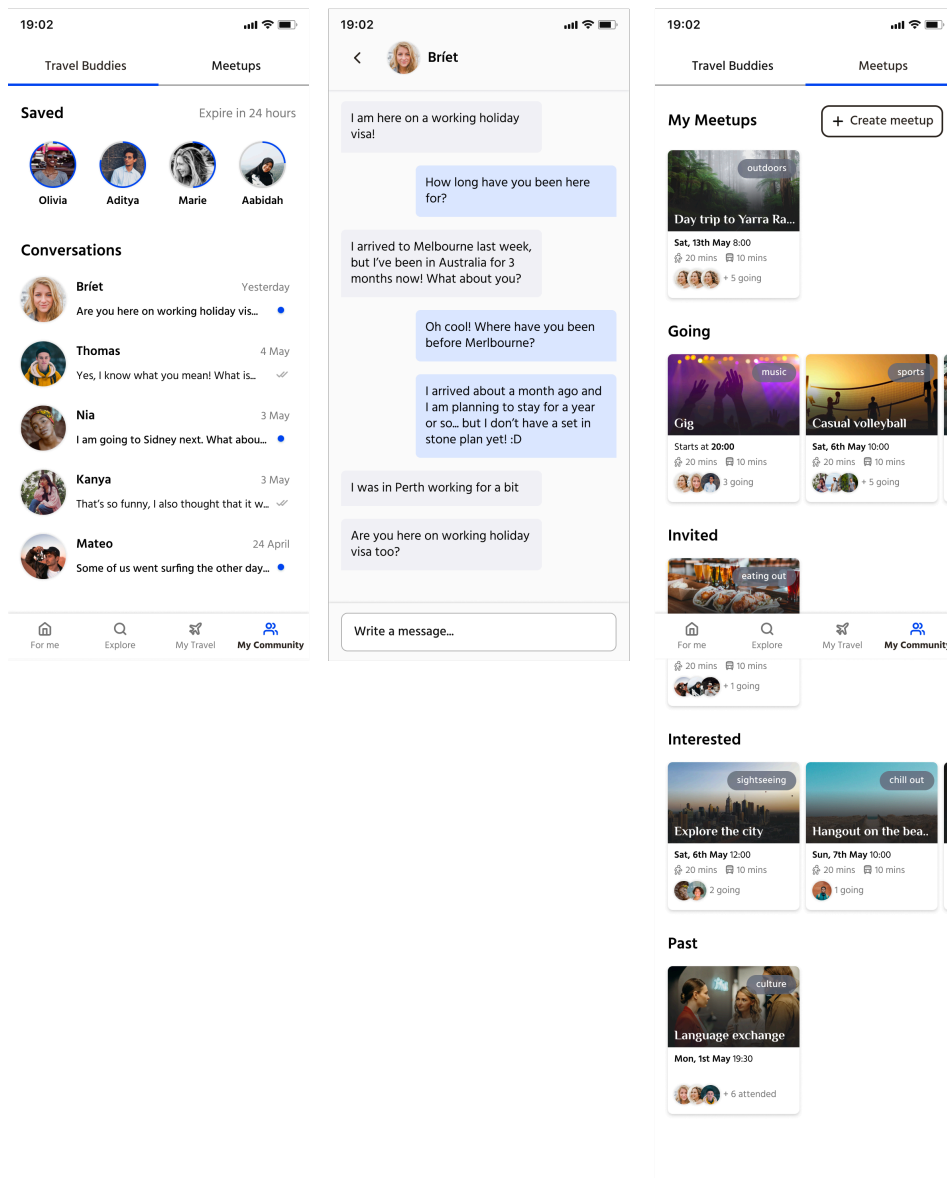 19:02
Travel Buddies
Meetups
Saved
Expire in 24 hours
Olivia
Aditya
Marie
Aabidah
Conversations
Bríet
Yesterday
Are you here on working holiday vis...
Thomas
4 May
Yes, I know what you mean! What is...
Nia
3 May
I am going to Sidney next. What abou...
Kanya
3 May
That's so funny, I also thought that it w...
Mateo
24 April
Some of us went surfing the other day...
For me
Explore
My Travel
My Community
19:02
Bríet
I am here on a working holiday
visa!
How long have you been here
for?
I arrived to Melbourne last week,
but I've been in Australia for 3
months now! What about you?
Oh cool! Where have you been
before Merlbourne?
I arrived about a month ago and
I am planning to stay for a year
or so... but I don't have a set in
stone plan yet! :D
I was in Perth working for a bit
Are you here on working holiday
visa too?
Write a message...
19:02
Travel Buddies
Meetups
My Meetups
+ Create meetup
outdoors
Day trip to Yarra Ra...
Sat, 13th May 8:00
20 mins 10 mins
+ 5 going
Going
music
Gig
Starts at 20:00
20 mins 10 mins
3 going
sports
Casual volleyball
Sat, 6th May 10:00
20 mins 10 mins
+ 5 going
Invited
eating out
For me
Explore
My Travel
My Community
20 mins 10 mins
+ 1 going
Interested
sightseeing
Explore the city
Sat, 6th May 12:00
20 mins 10 mins
2 going
chill out
Hangout on the bea..
Sun, 7th May 10:00
20 mins 10 mins
1 going
Past
culture
Language exchange
Mon, 1st May 19:30
+ 6 attended